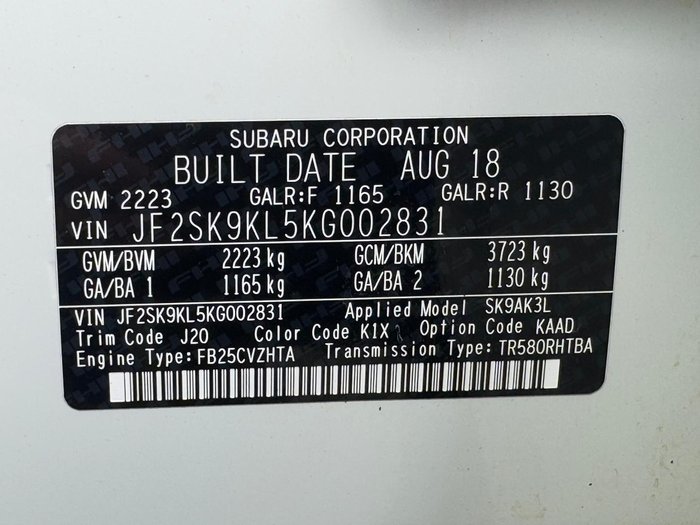 SUBARU CORPORATION
BUILT DATE AUG 18
GVM 2223 GALR:F 1165 GALR:R 1130
VIN JF2SK9KL5KG002831
GVM/BVM 2223 kg GCM/BKM 3723 kg
GA/BA 1 1165 kg GA/BA 2 1130 kg
VIN JF2SK9KL5KG002831 Applied Model SK9AK3L
Trim Code J20 Color Code K1X Option Code KAAD
Engine Type: FB25CVZHTA Transmission Type: TR580RHTBA